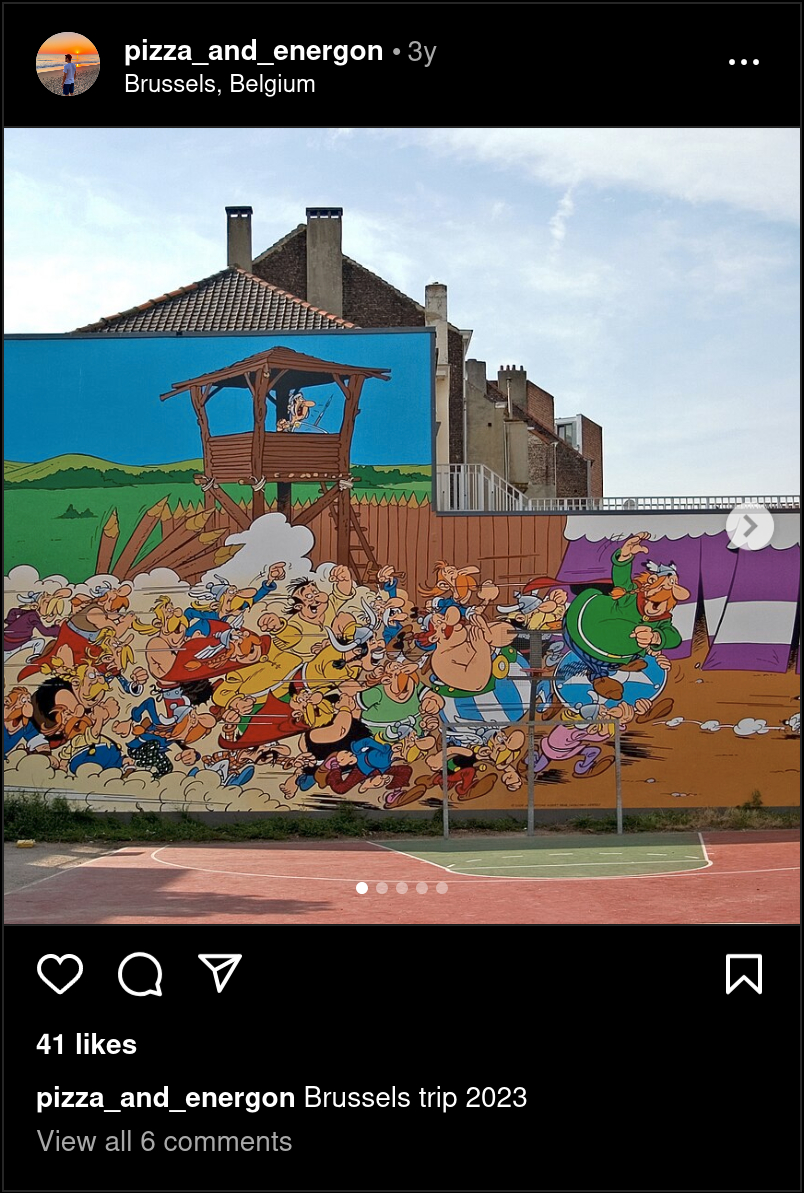 pizza_and_energon • 3y
Brussels, Belgium
41 likes
pizza_and_energon Brussels trip 2023
View all 6 comments